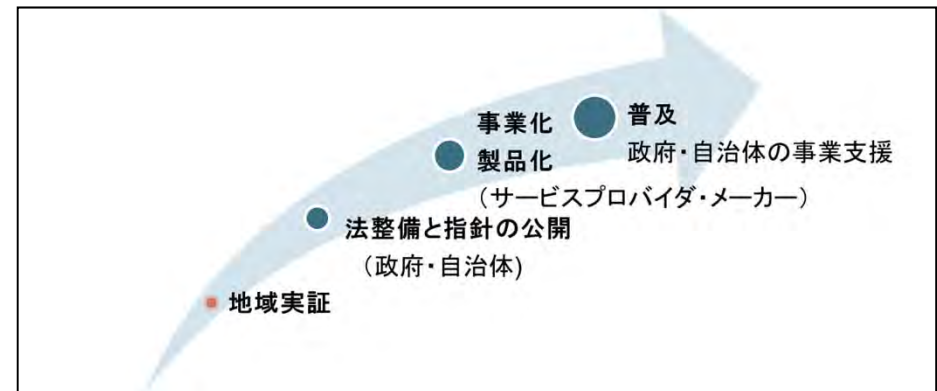 事業化
製品化
（サービスプロバイダ・メーカー）
普及
政府・自治体の事業支援
法整備と指針の公開
（政府・自治体)
地域実証